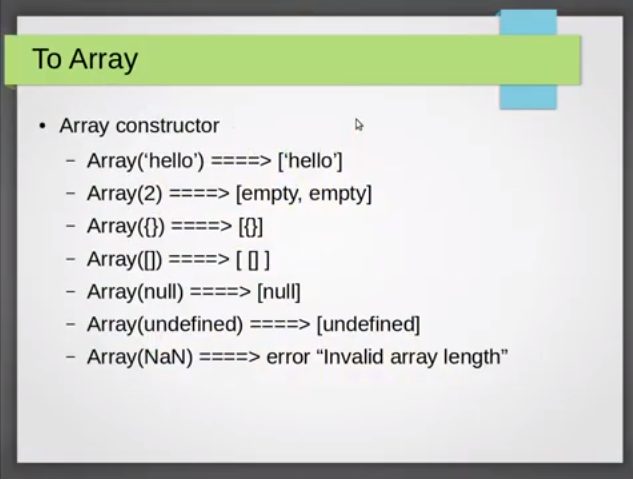 To Array
• Array constructor
– Array(‘hello’) ====> [‘hello’]
– Array(2) ====> [empty, empty]
– Array({}) ====> [{}]
– Array([]) ====> [ [] ]
– Array(null) ====> [null]
– Array(undefined) ====> [undefined]
– Array(NaN) ====> error “Invalid array length”